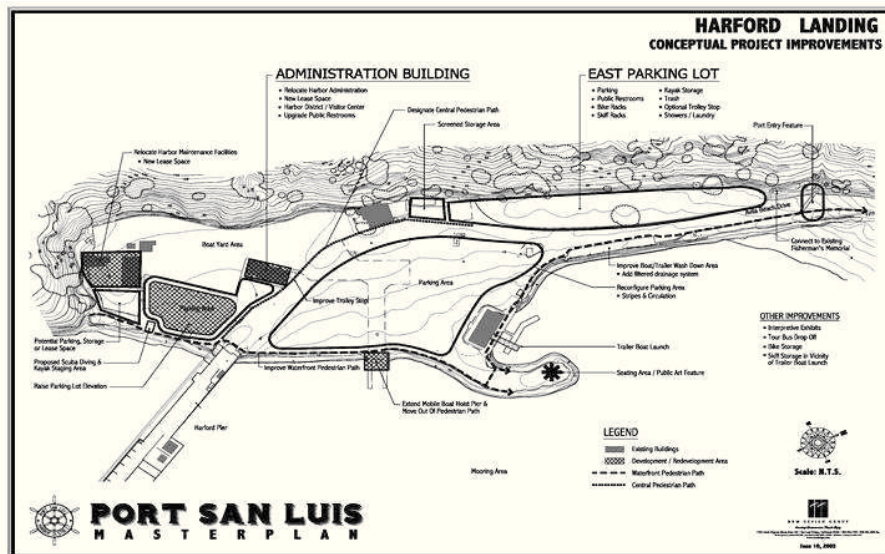 HARFORD LANDING
CONCEPTUAL PROJECT IMPROVEMENTS
ADMINISTRATION BUILDING
• Relocate Harbor Administration
• New Lease Space
• Harbor District / Visitor Center
• Upgrade Public Restrooms
EAST PARKING LOT
• Parking
• Public Restrooms
• Bike Racks
• Skiff Racks
• Kayak Storage
• Trash
• Optional Trolley Stop
• Showers / Laundry
Designate Central Pedestrian Path
Screened Storage Area
Port Entry Feature
Relocate Harbor Maintenance Facilities
• New Lease Space
Boat Yard Area
Avila Beach Drive
Connect to Existing
Fisherman's Memorial
Parking Area
Parking Area
Improve Trolley Stop
Improve Boat/Trailer Wash Down Area
• Add filtered drainage system
Reconfigure Parking Area
• Stripes & Circulation
Potential Parking, Storage
or Lease Space
Proposed Scuba Diving &
Kayak Staging Area
Raise Parking Lot Elevation
Improve Waterfront Pedestrian Path
Trailer Boat Launch
Seating Area / Public Art Feature
OTHER IMPROVEMENTS
• Interpretive Exhibits
• Tour Bus Drop Off
• Bike Storage
• Skiff Storage in Vicinity
of Trailer Boat Launch
Extend Mobile Boat Hoist Pier &
Move Out Of Pedestrian Path
Harford Pier
Mooring Area
LEGEND
Existing Buildings
Development / Redevelopment Area
Waterfront Pedestrian Path
Central Pedestrian Path
Scale: N.T.S.
PORT SAN LUIS
MASTERPLAN
RRM DESIGN GROUP